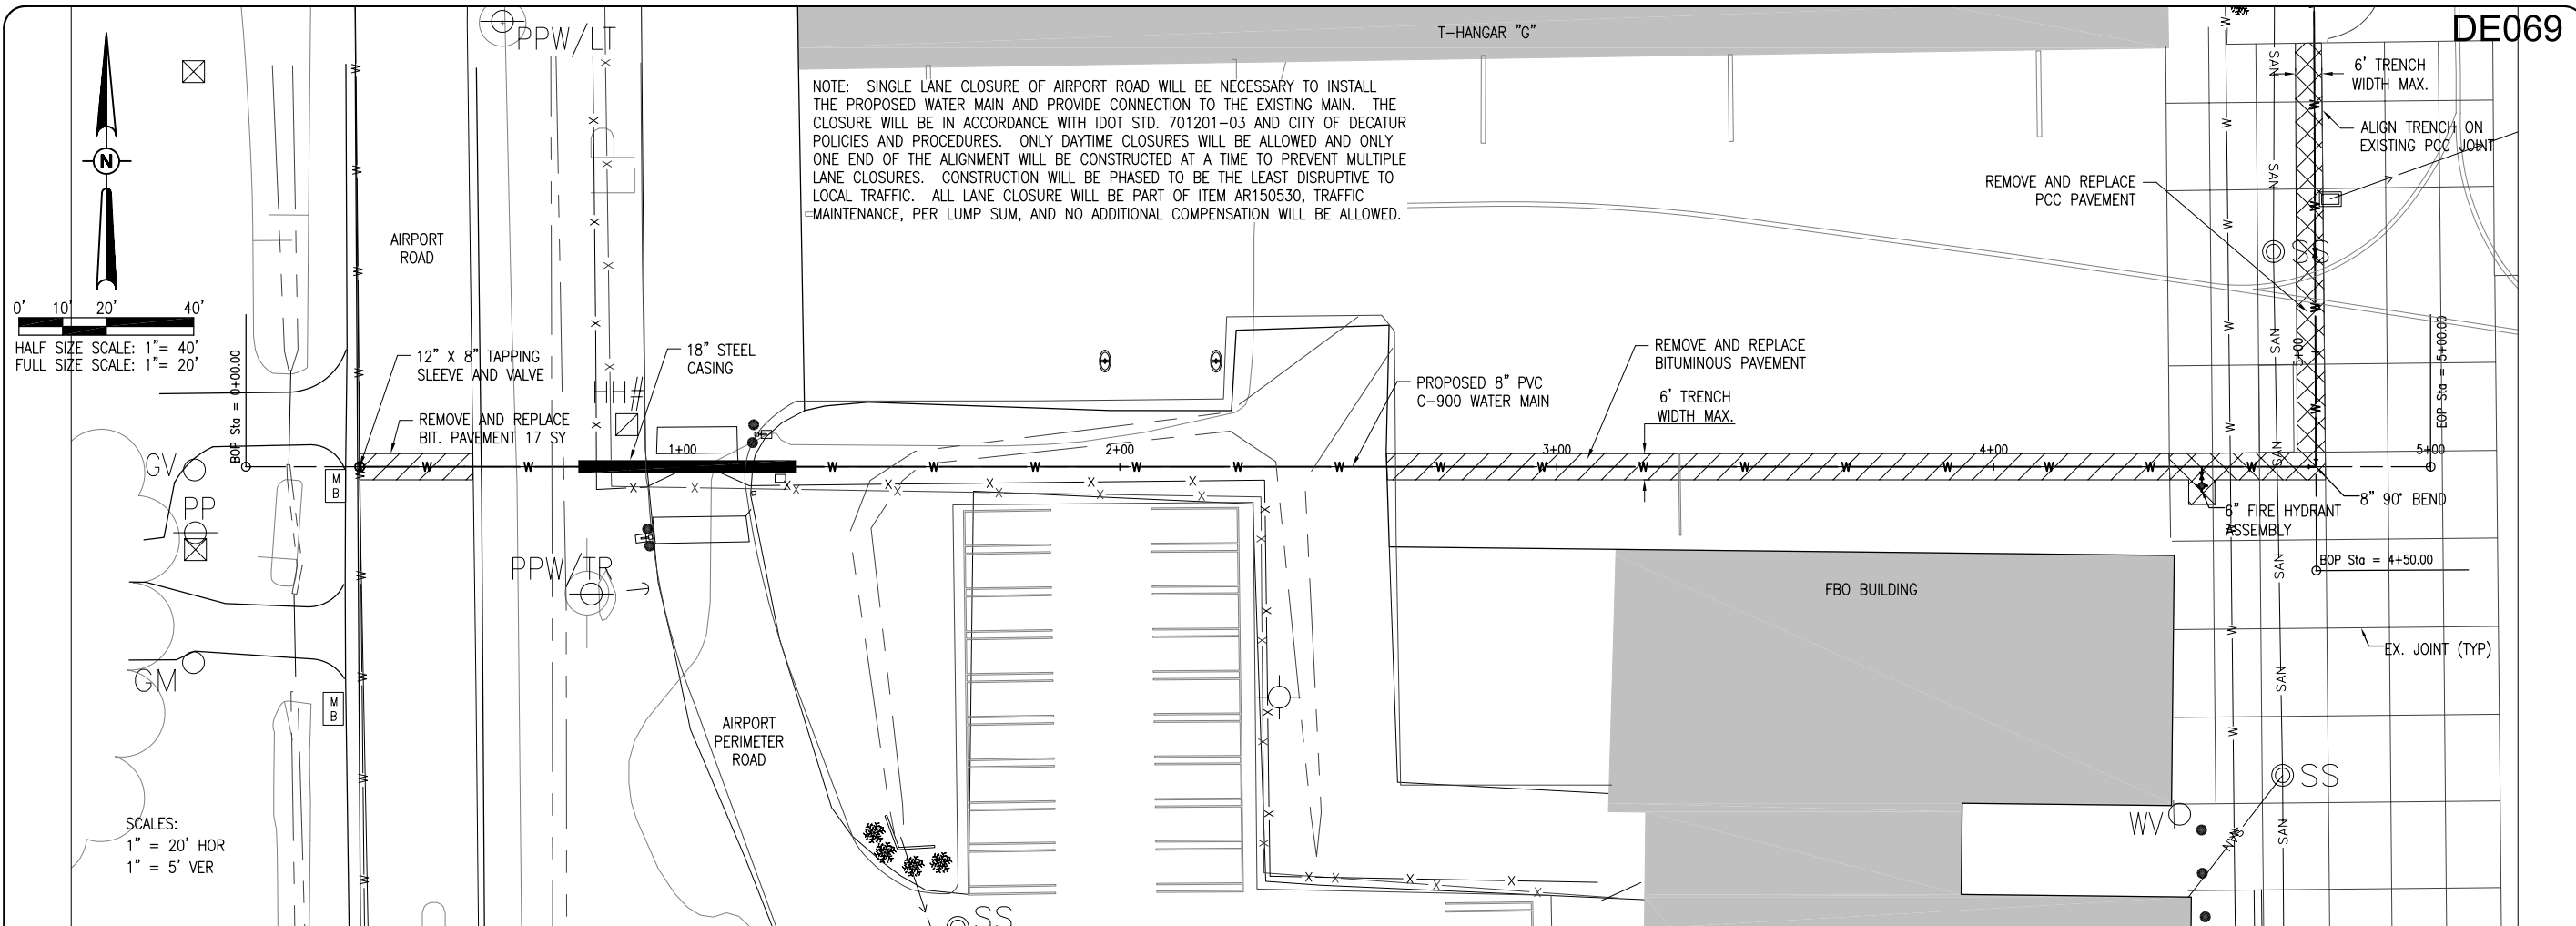 DE069
T-HANGAR "G"
PPW/LT
NOTE: SINGLE LANE CLOSURE OF AIRPORT ROAD WILL BE NECESSARY TO INSTALL
THE PROPOSED WATER MAIN AND PROVIDE CONNECTION TO THE EXISTING MAIN. THE
CLOSURE WILL BE IN ACCORDANCE WITH IDOT STD. 701201-03 AND CITY OF DECATUR
POLICIES AND PROCEDURES. ONLY DAYTIME CLOSURES WILL BE ALLOWED AND ONLY
ONE END OF THE ALIGNMENT WILL BE CONSTRUCTED AT A TIME TO PREVENT MULTIPLE
LANE CLOSURES. CONSTRUCTION WILL BE PHASED TO BE THE LEAST DISRUPTIVE TO
LOCAL TRAFFIC. ALL LANE CLOSURE WILL BE PART OF ITEM AR150530, TRAFFIC
MAINTENANCE, PER LUMP SUM, AND NO ADDITIONAL COMPENSATION WILL BE ALLOWED.
6' TRENCH
WIDTH MAX.
ALIGN TRENCH ON
EXISTING PCC JOINT
REMOVE AND REPLACE
PCC PAVEMENT
N
AIRPORT
ROAD
0' 10' 20' 40'
HALF SIZE SCALE: 1"= 40'
FULL SIZE SCALE: 1"= 20'
BOP Sta = 0+00.00
12" X 8" TAPPING
SLEEVE AND VALVE
18" STEEL
CASING
HH
REMOVE AND REPLACE
BIT. PAVEMENT 17 SY
PROPOSED 8" PVC
C-900 WATER MAIN
REMOVE AND REPLACE
BITUMINOUS PAVEMENT
6' TRENCH
WIDTH MAX.
SS
5+00
EOP Sta = 5+00.00
1+00
2+00
3+00
4+00
5+00
GV
M
B
PP
8" 90° BEND
6" FIRE HYDRANT
ASSEMBLY
BOP Sta = 4+50.00
PPW/TR
FBO BUILDING
EX. JOINT (TYP)
GM
M
B
AIRPORT
PERIMETER
ROAD
SCALES:
1" = 20' HOR
1" = 5' VER
WV
SS
SS
SAN
SAN
SAN
SAN
SAN
SAN
SAN
SAN